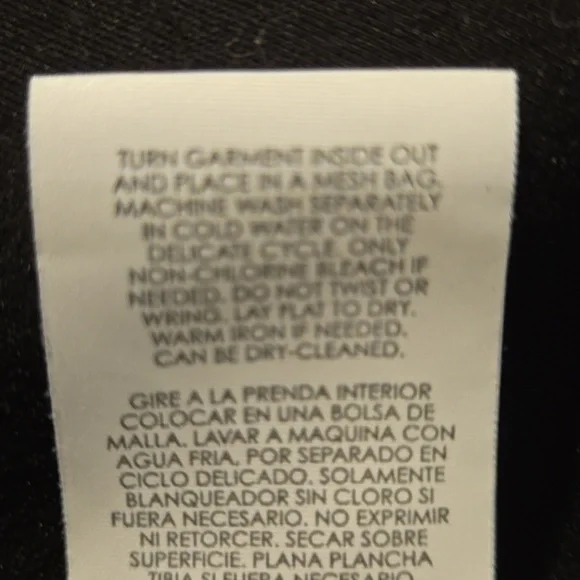 TURN GARMENT INSIDE OUT
AND PLACE IN A MESH BAG.
MACHINE WASH SEPARATELY
IN COLD WATER ON THE
DELICATE CYCLE. ONLY
NON-CHLORINE BLEACH IF
NEEDED. DO NOT TWIST OR
WRING. LAY FLAT TO DRY.
WARM IRON IF NEEDED.
CAN BE DRY-CLEANED.
GIRE A LA PRENDA INTERIOR
COLOCAR EN UNA BOLSA DE
MALLA. LAVAR A MAQUINA CON
AGUA FRIA. POR SEPARADO EN
CICLO DELICADO. SOLAMENTE
BLANQUEADOR SIN CLORO SI
FUERA NECESARIO. NO EXPRIMIR
NI RETORCER. SECAR SOBRE
SUPERFICIE. PLANA PLANCHA
TIBIA SI FUERA NECESARIO